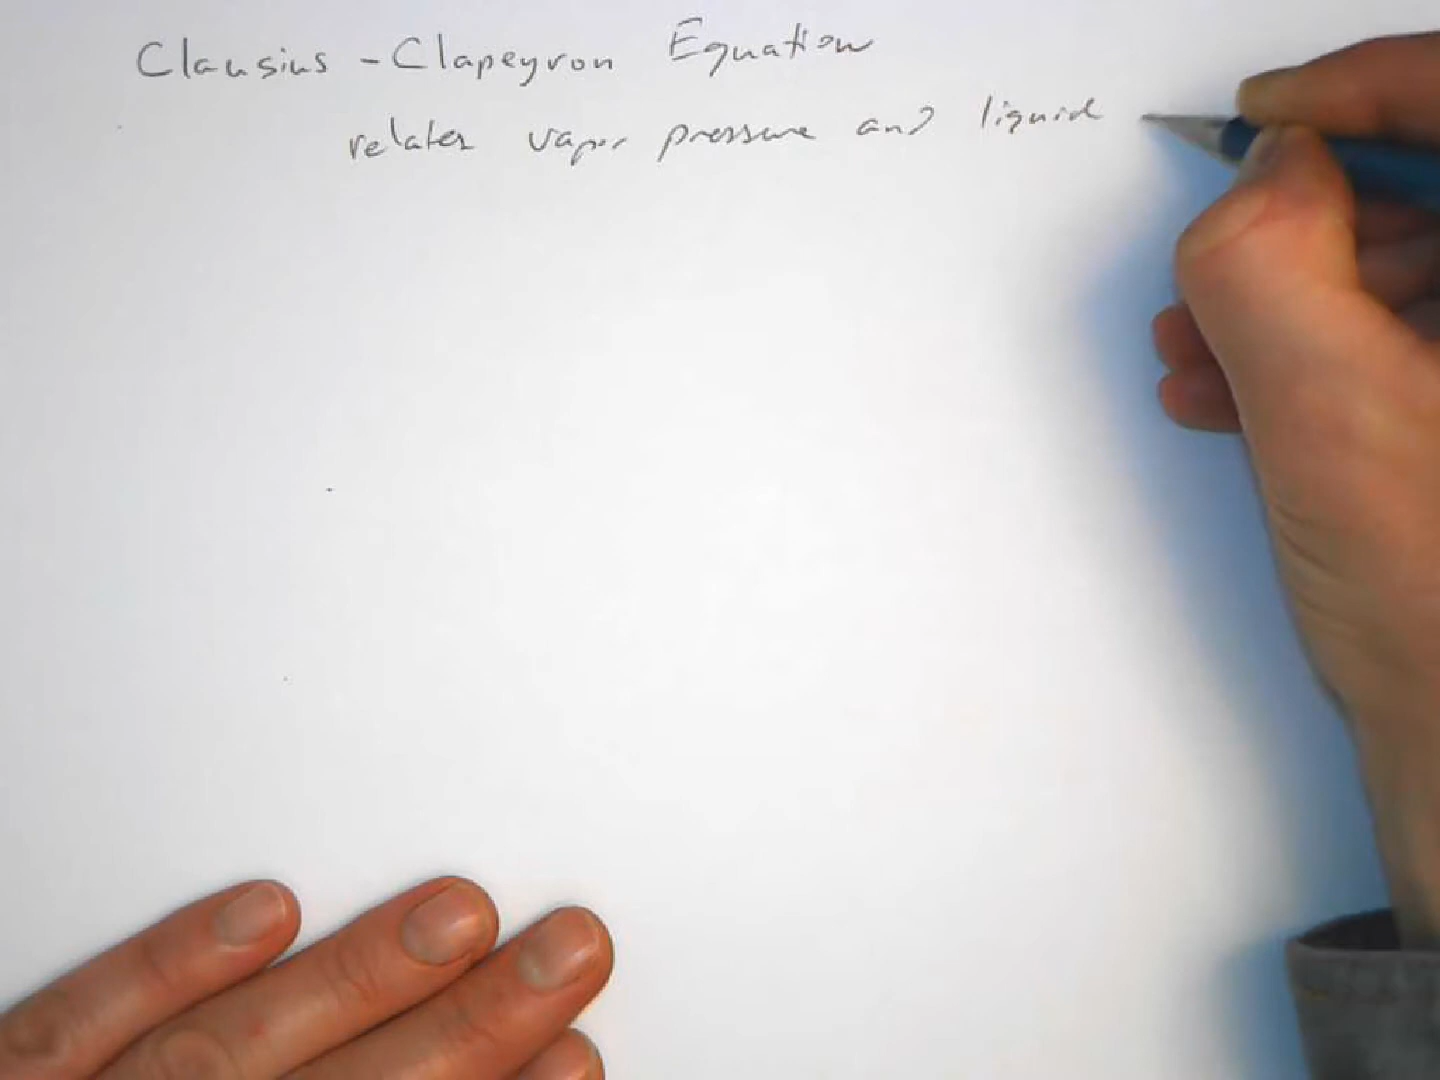 Clausius - Clapeyron Equation
relates vapor pressure and liquid